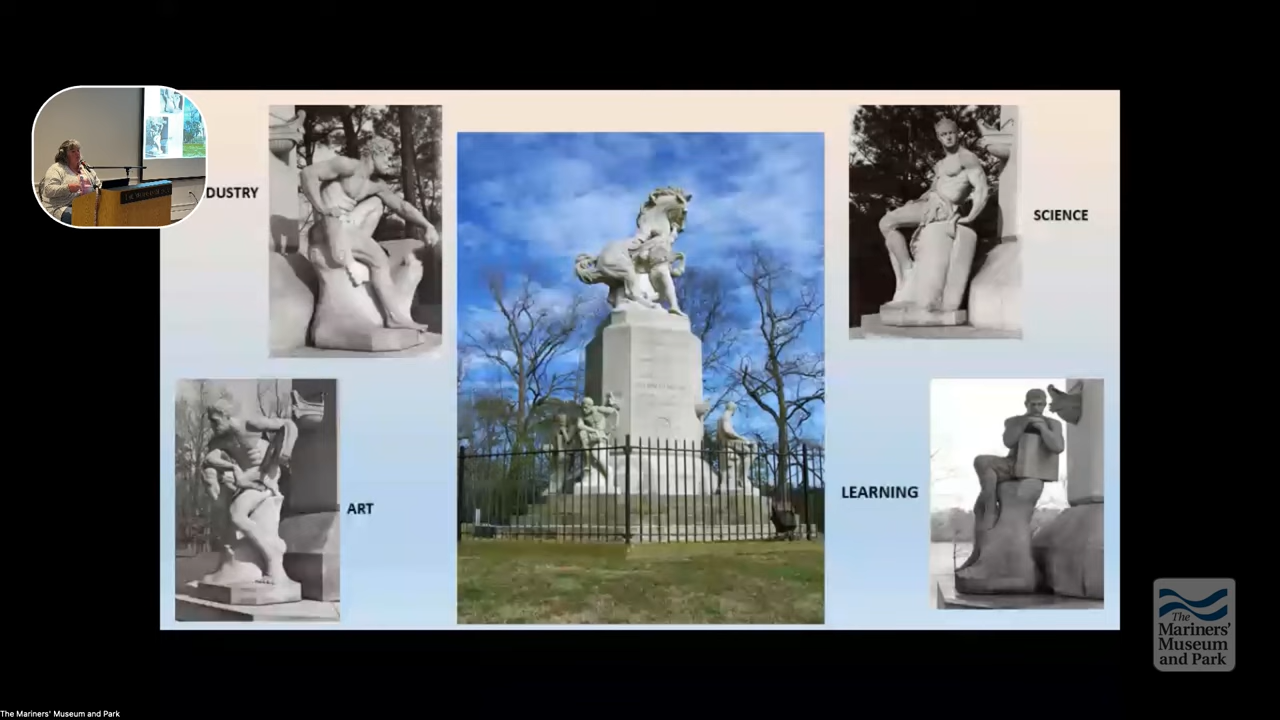 DUSTRY
SCIENCE
ART
LEARNING
The
Mariners'
Museum
and Park
The Mariners' Museum and Park